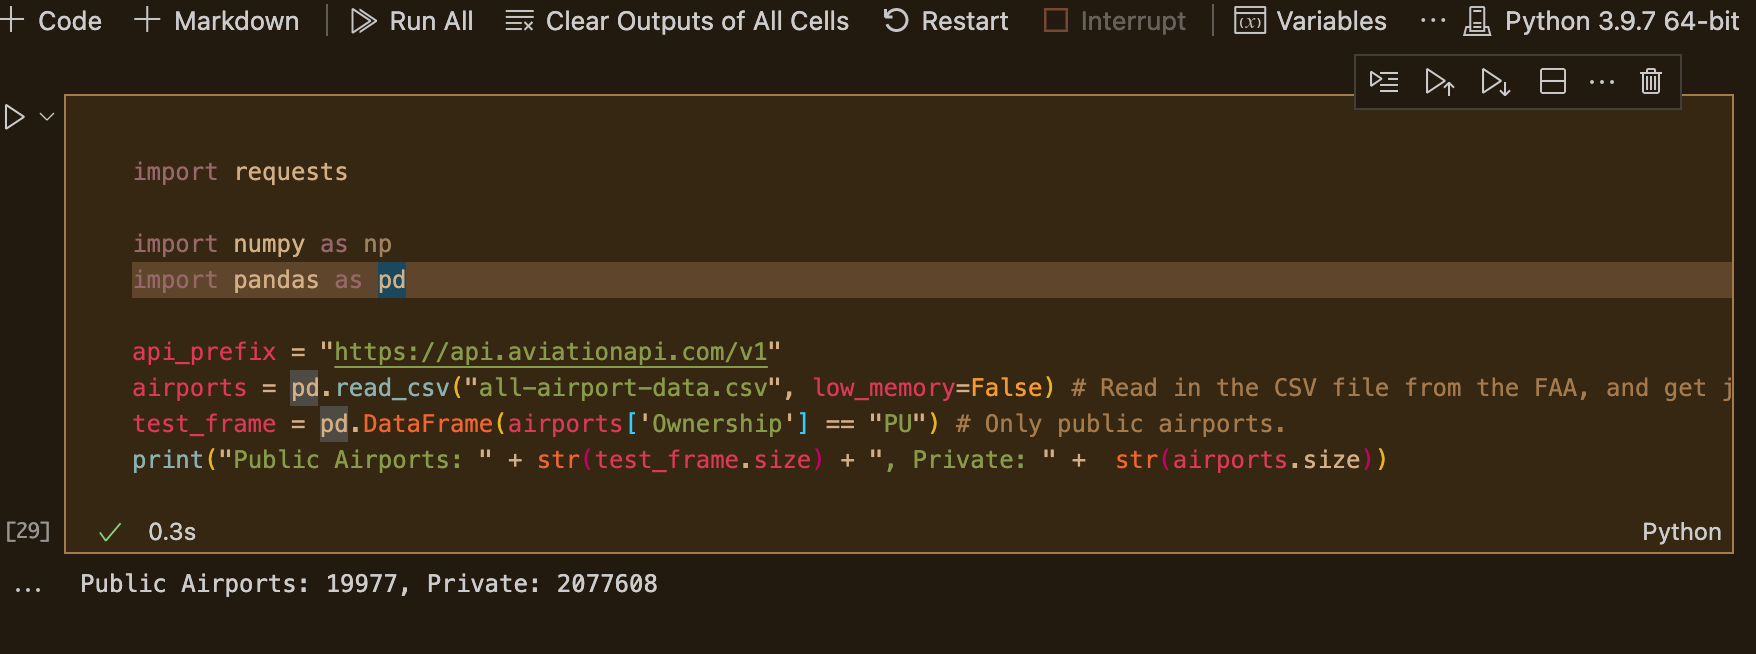 Code Markdown Run All Clear Outputs of All Cells Restart Interrupt (x) Variables ... Python 3.9.7 64-bit
...
import requests
import numpy as np
import pandas as pd
api_prefix = "https://api.aviationapi.com/v1"
airports = pd.read_csv("all-airport-data.csv", low_memory=False) # Read in the CSV file from the FAA, and get j
test_frame = pd.DataFrame(airports['Ownership'] == "PU") # Only public airports.
print("Public Airports: " + str(test_frame.size) + ", Private: " +  str(airports.size))
[29] 0.3s Python
... Public Airports: 19977, Private: 2077608